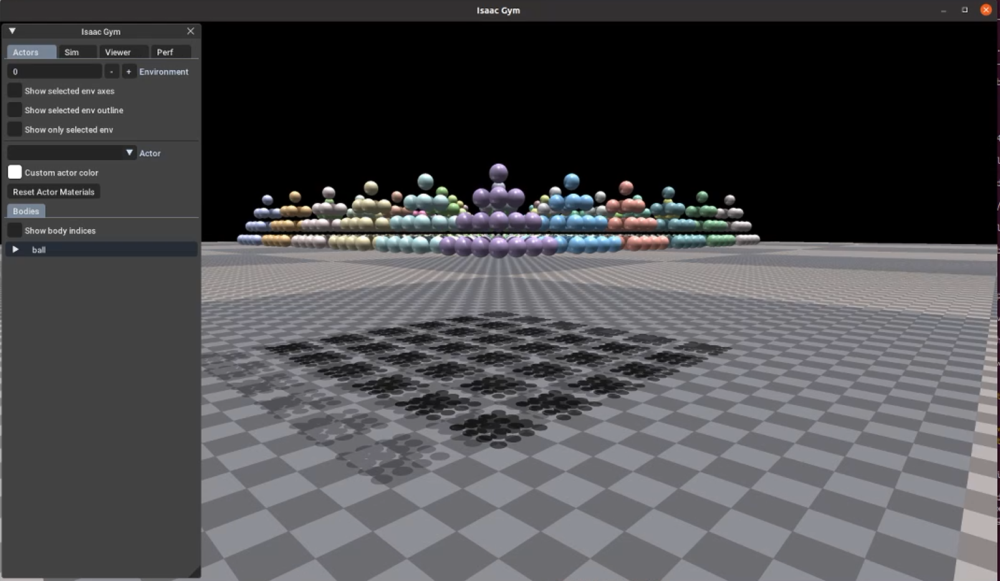 Isaac Gym
Isaac Gym
Actors Sim Viewer Perf
0 - + Environment
Show selected env axes
Show selected env outline
Show only selected env
Actor
Custom actor color
Reset Actor Materials
Bodies
Show body indices
ball